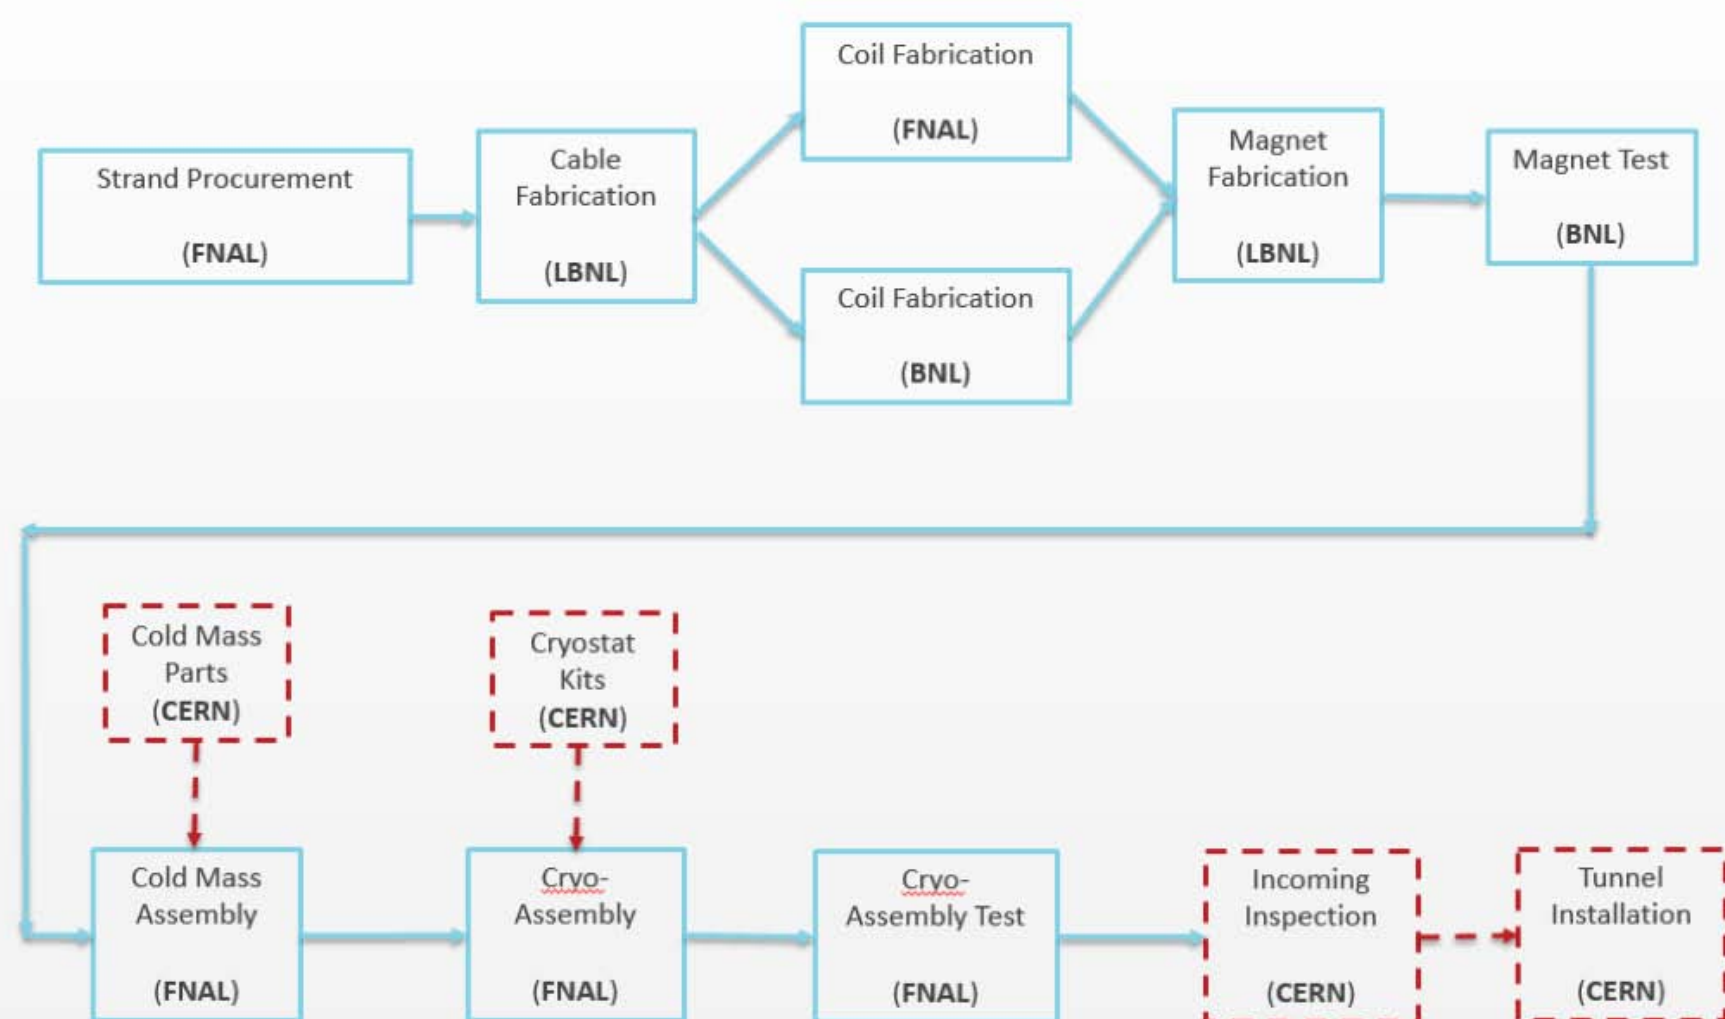 Strand Procurement
(FNAL)
Cable
Fabrication
(LBNL)
Coil Fabrication
(FNAL)
Coil Fabrication
(BNL)
Magnet
Fabrication
(LBNL)
Magnet Test
(BNL)
Cold Mass
Parts
(CERN)
Cryostat
Kits
(CERN)
Cold Mass
Assembly
(FNAL)
Cryo-
Assembly
(FNAL)
Cryo-
Assembly Test
(FNAL)
Incoming
Inspection
(CERN)
Tunnel
Installation
(CERN)